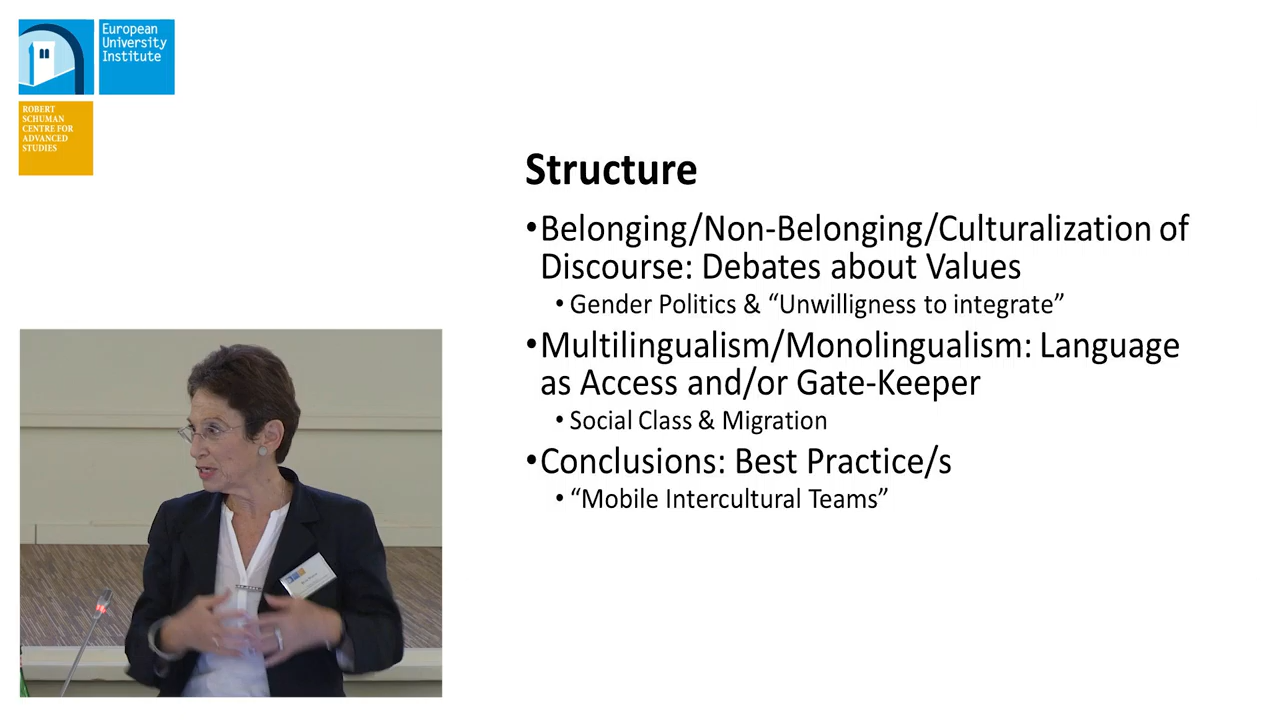 European
University
Institute
ROBERT
SCHUMAN
CENTRE FOR
ADVANCED
STUDIES
Structure
•Belonging/Non-Belonging/Culturalization of
Discourse: Debates about Values
• Gender Politics & “Unwilligness to integrate”
•Multilingualism/Monolingualism: Language
as Access and/or Gate-Keeper
• Social Class & Migration
•Conclusions: Best Practice/s
• “Mobile Intercultural Teams”